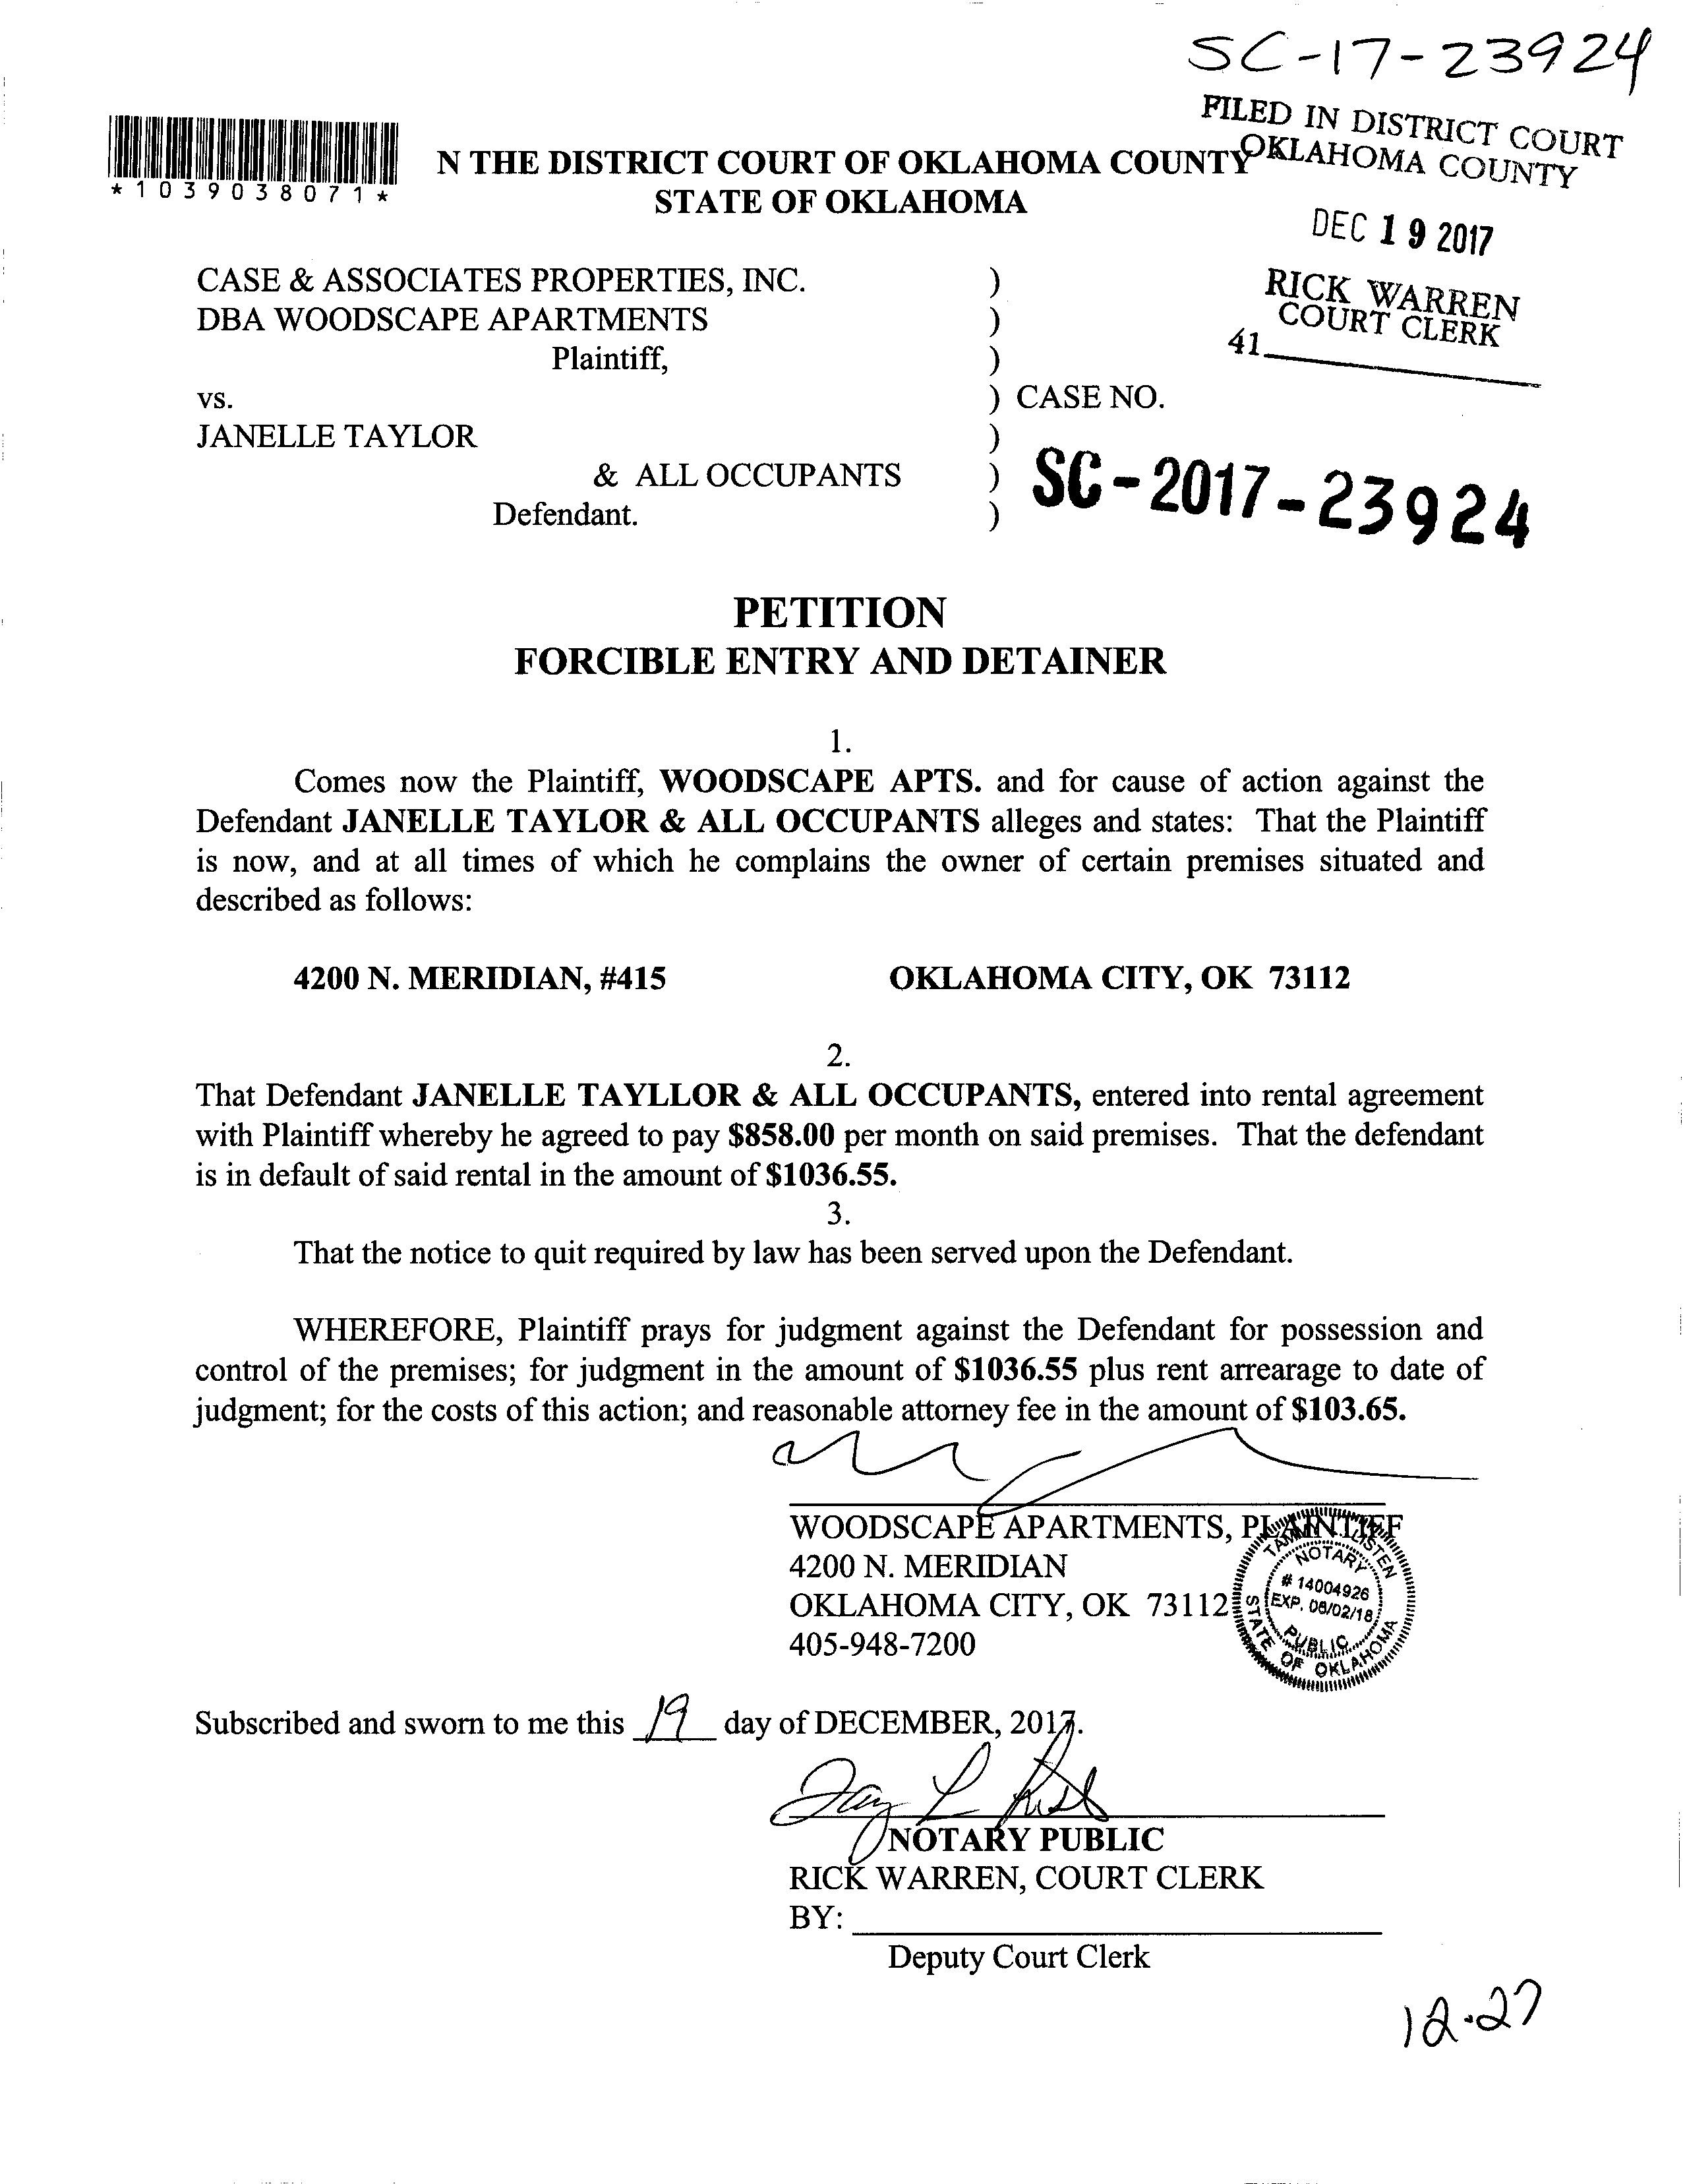 SC-17-23924
FILED IN DISTRICT COURT
OKLAHOMA COUNTY
*1039038071*
N THE DISTRICT COURT OF OKLAHOMA COUNTY
STATE OF OKLAHOMA
DEC 19 2017
RICK WARREN
COURT CLERK
41
CASE & ASSOCIATES PROPERTIES, INC. )
DBA WOODSCAPE APARTMENTS )
Plaintiff, )
vs. ) CASE NO.
JANELLE TAYLOR )
& ALL OCCUPANTS ) SC-2017-23924
Defendant. )
PETITION
FORCIBLE ENTRY AND DETAINER
1.
Comes now the Plaintiff, WOODSCAPE APTS. and for cause of action against the
Defendant JANELLE TAYLOR & ALL OCCUPANTS alleges and states: That the Plaintiff
is now, and at all times of which he complains the owner of certain premises situated and
described as follows:
4200 N. MERIDIAN, #415 OKLAHOMA CITY, OK 73112
2.
That Defendant JANELLE TAYLLOR & ALL OCCUPANTS, entered into rental agreement
with Plaintiff whereby he agreed to pay $858.00 per month on said premises. That the defendant
is in default of said rental in the amount of $1036.55.
3.
That the notice to quit required by law has been served upon the Defendant.
WHEREFORE, Plaintiff prays for judgment against the Defendant for possession and
control of the premises; for judgment in the amount of $1036.55 plus rent arrearage to date of
judgment; for the costs of this action; and reasonable attorney fee in the amount of $103.65.
WOODSCAPE APARTMENTS, PLAINTIFF
4200 N. MERIDIAN
OKLAHOMA CITY, OK 73112
405-948-7200
NOTARY
# 14004926
EXP. 06/02/18
PUBLIC
STATE OF OKLAHOMA
Subscribed and sworn to me this 19 day of DECEMBER, 2017.
NOTARY PUBLIC
RICK WARREN, COURT CLERK
BY:
Deputy Court Clerk
12-27